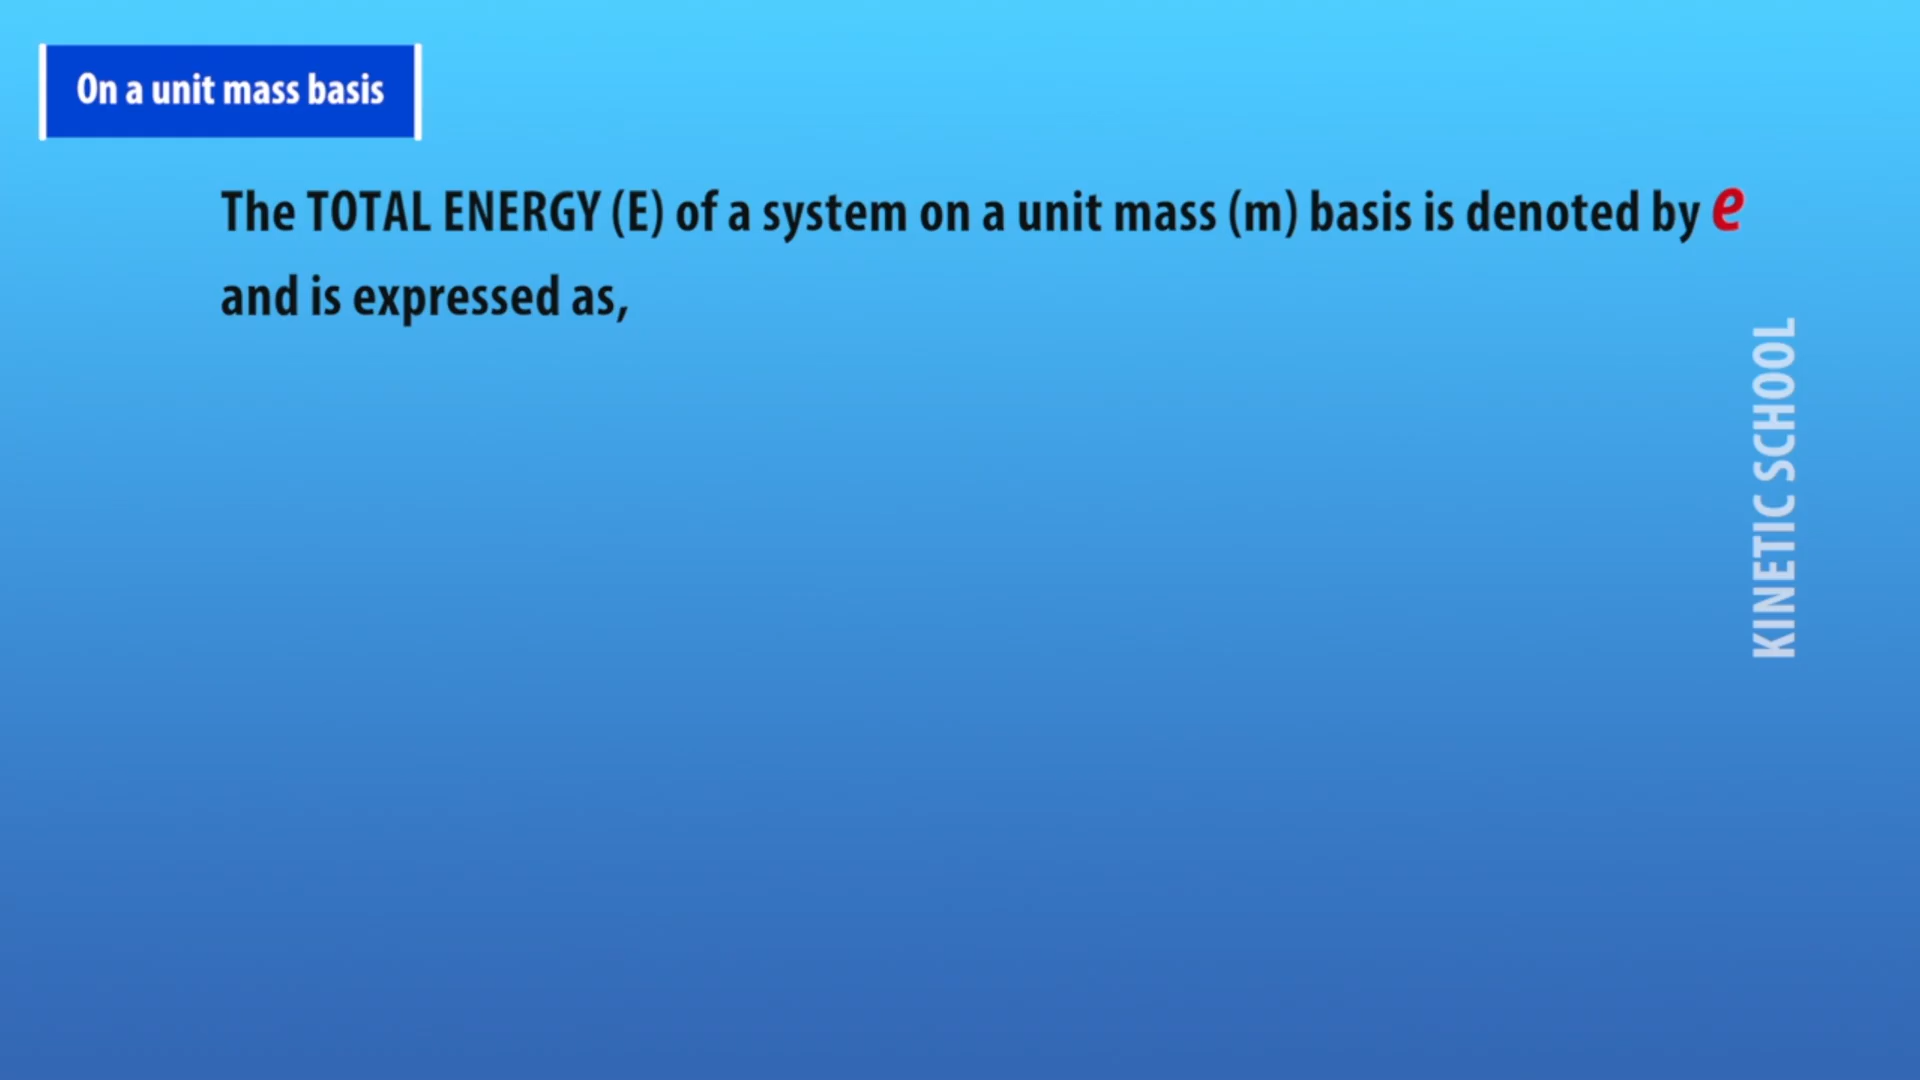 On a unit mass basis
The TOTAL ENERGY (E) of a system on a unit mass (m) basis is denoted by e
and is expressed as,
KINETIC SCHOOL